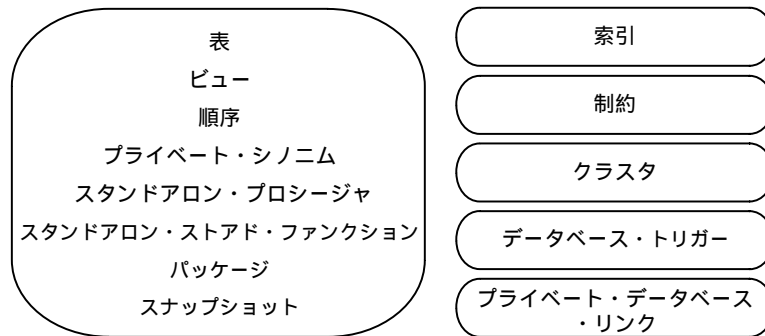 表
ビュー
順序
プライベート・シノニム
スタンドアロン・プロシージャ
スタンドアロン・ストアド・ファンクション
パッケージ
スナップショット
索引
制約
クラスタ
データベース・トリガー
プライベート・データベース
・リンク